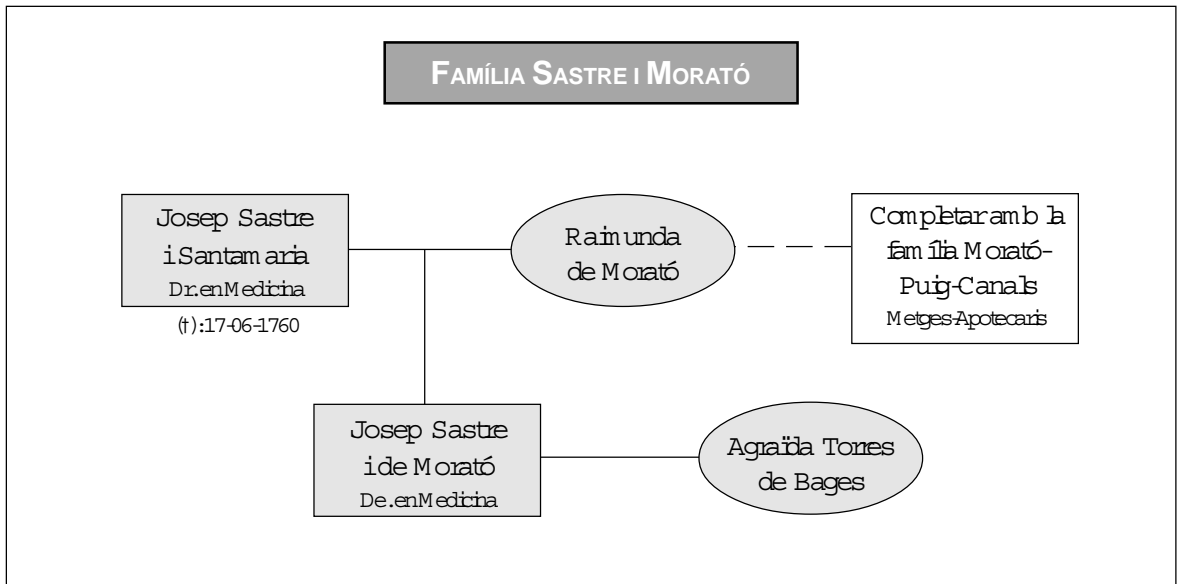 FAMÍLIA SASTRE I MORATÓ
Josep Sastre
i Santamaria
Dr. en Medicina
(†): 17-06-1760
Raimunda
de Morató
Completar amb la
família Morató-
Puig-Canals
Metges-Apotecaris
Josep Sastre
i de Morató
De. en Medicina
Agraïda Torres
de Bages